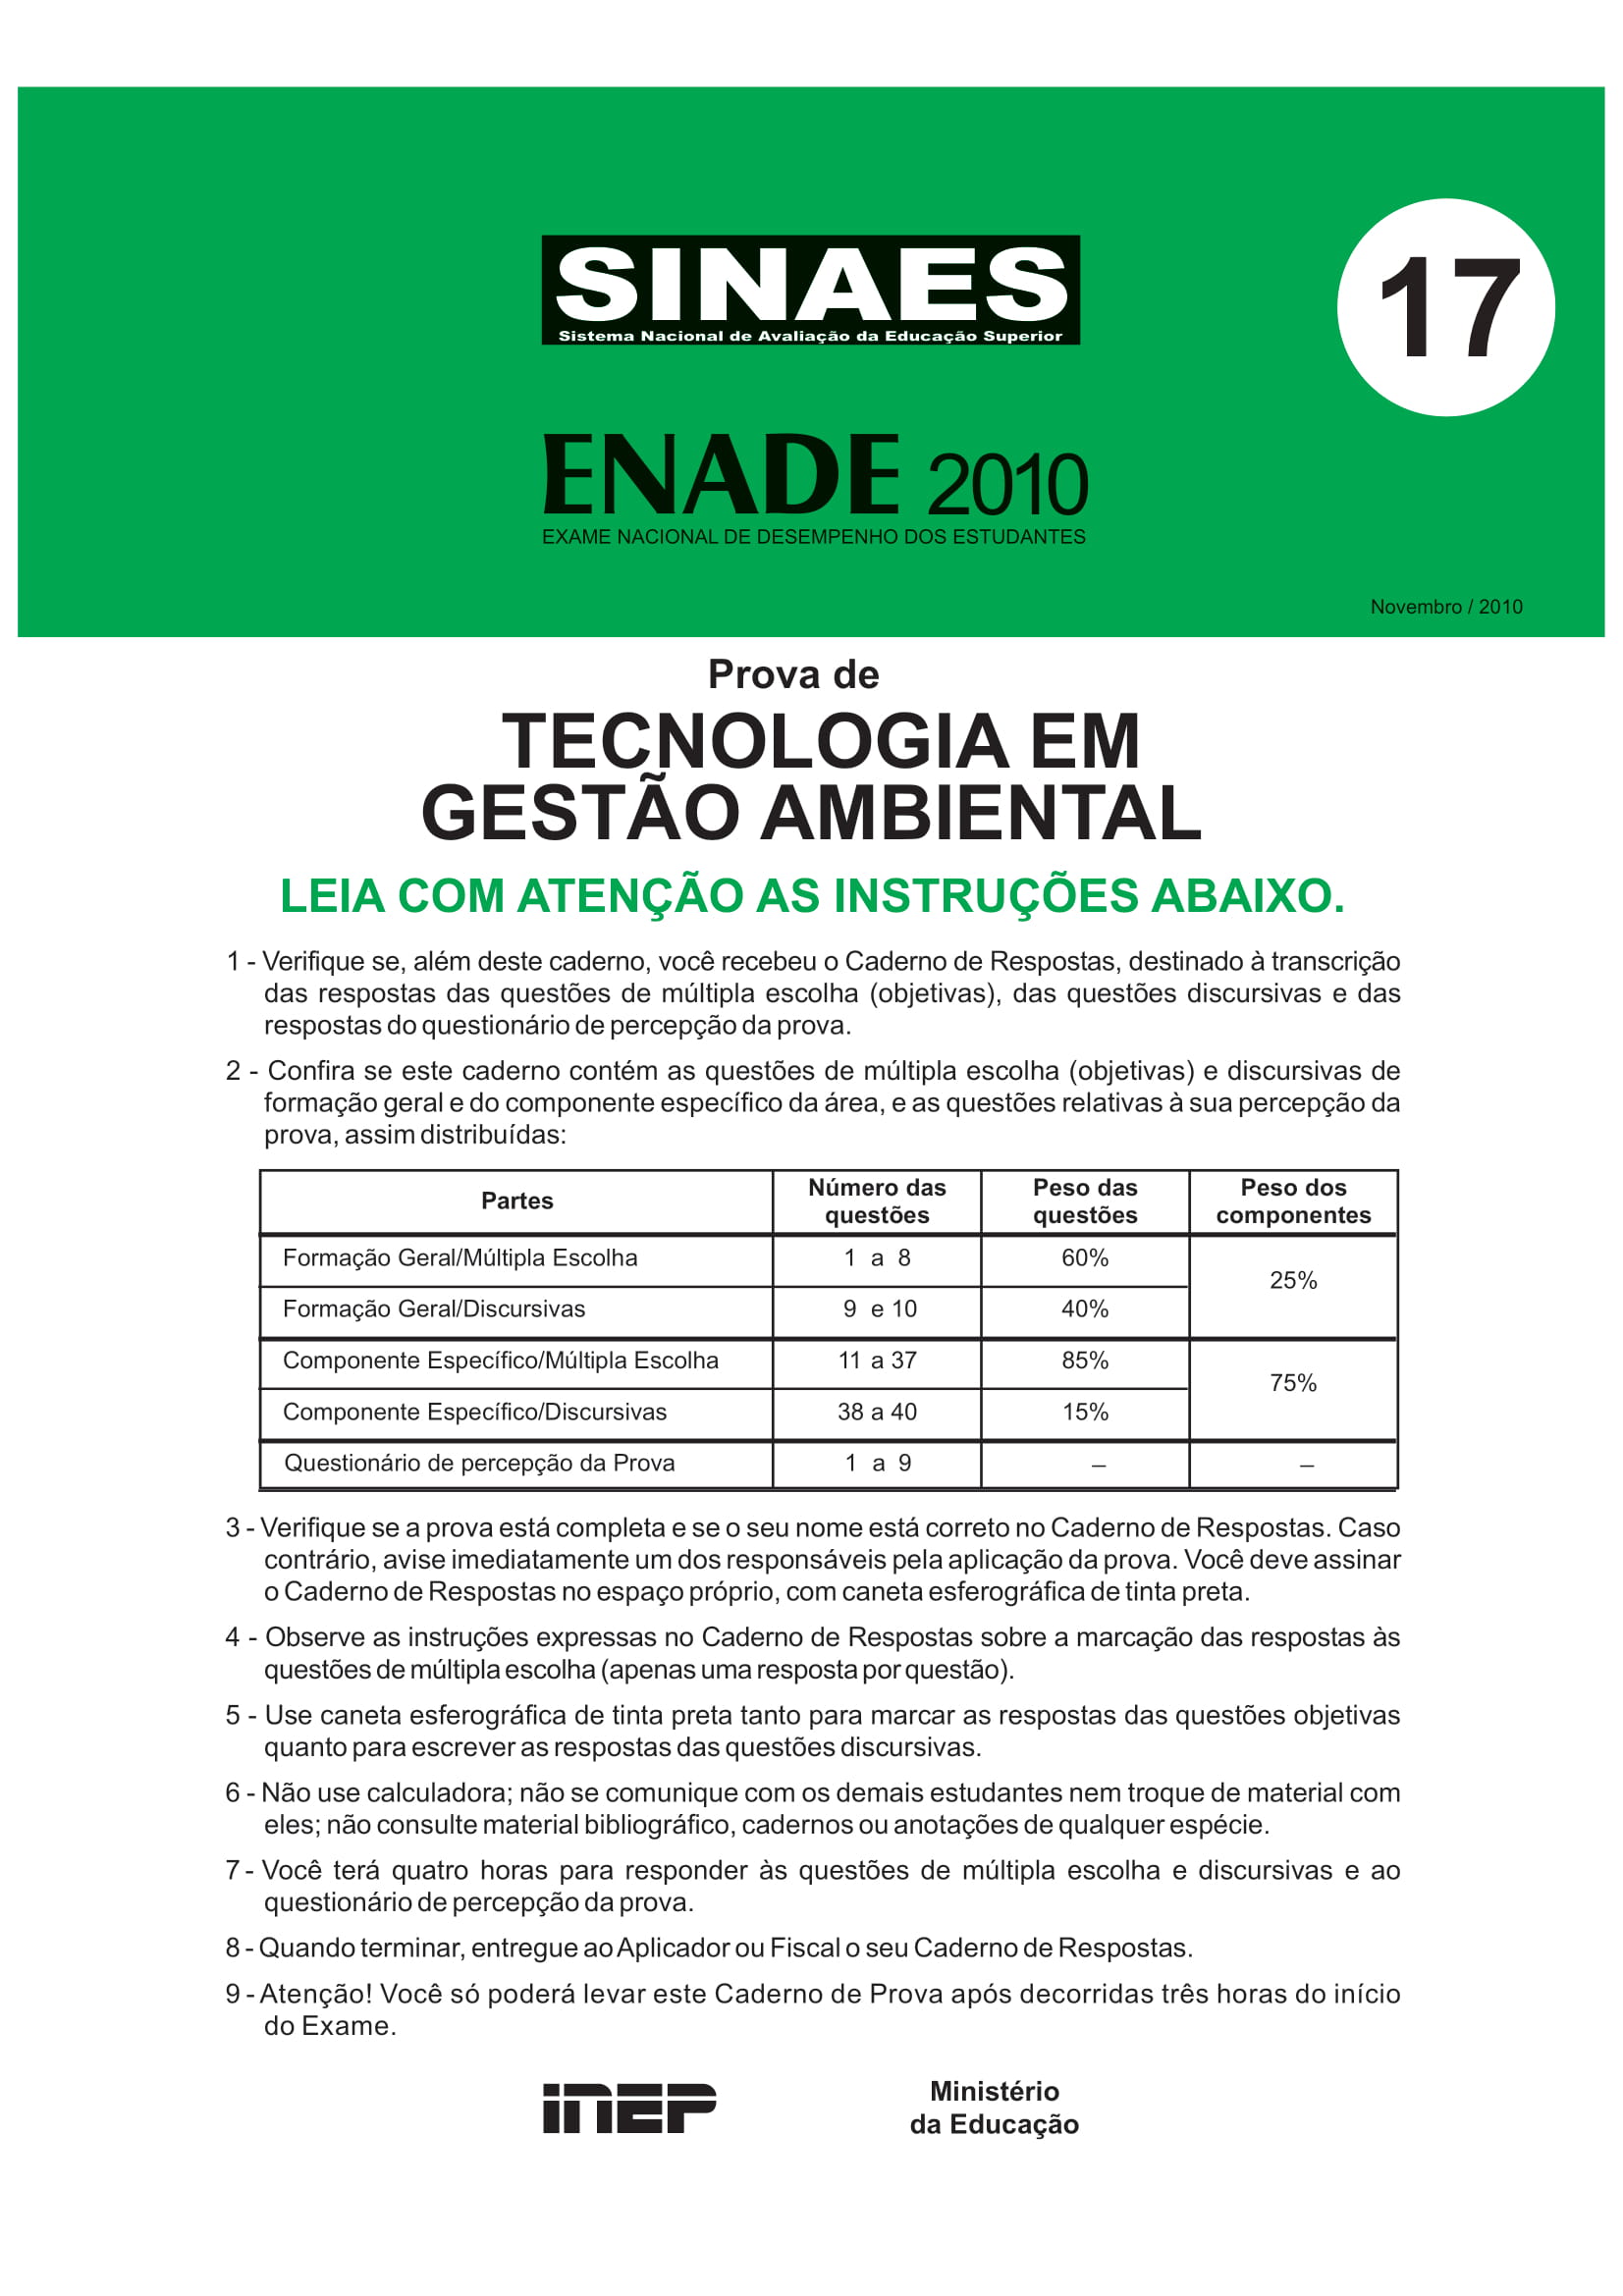 SINAES
Sistema Nacional de Avaliação da Educação Superior
17
ENADE 2010
EXAME NACIONAL DE DESEMPENHO DOS ESTUDANTES
Novembro / 2010
Prova de
TECNOLOGIA EM
GESTÃO AMBIENTAL
LEIA COM ATENÇÃO AS INSTRUÇÕES ABAIXO.
1 - Verifique se, além deste caderno, você recebeu o Caderno de Respostas, destinado à transcrição
das respostas das questões de múltipla escolha (objetivas), das questões discursivas e das
respostas do questionário de percepção da prova.
2 - Confira se este caderno contém as questões de múltipla escolha (objetivas) e discursivas de
formação geral e do componente específico da área, e as questões relativas à sua percepção da
prova, assim distribuídas:
Partes Número das questões Peso das questões Peso dos componentes
Formação Geral/Múltipla Escolha 1 a 8 60% 25%
Formação Geral/Discursivas 9 e 10 40%
Componente Específico/Múltipla Escolha 11 a 37 85% 75%
Componente Específico/Discursivas 38 a 40 15%
Questionário de percepção da Prova 1 a 9 – –
3 - Verifique se a prova está completa e se o seu nome está correto no Caderno de Respostas. Caso
contrário, avise imediatamente um dos responsáveis pela aplicação da prova. Você deve assinar
o Caderno de Respostas no espaço próprio, com caneta esferográfica de tinta preta.
4 - Observe as instruções expressas no Caderno de Respostas sobre a marcação das respostas às
questões de múltipla escolha (apenas uma resposta por questão).
5 - Use caneta esferográfica de tinta preta tanto para marcar as respostas das questões objetivas
quanto para escrever as respostas das questões discursivas.
6 - Não use calculadora; não se comunique com os demais estudantes nem troque de material com
eles; não consulte material bibliográfico, cadernos ou anotações de qualquer espécie.
7 - Você terá quatro horas para responder às questões de múltipla escolha e discursivas e ao
questionário de percepção da prova.
8 - Quando terminar, entregue ao Aplicador ou Fiscal o seu Caderno de Respostas.
9 - Atenção! Você só poderá levar este Caderno de Prova após decorridas três horas do início
do Exame.
INEP
Ministério
da Educação